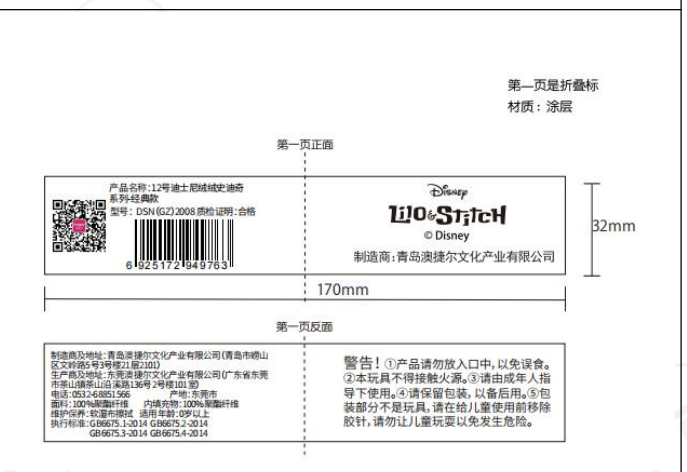 第一页是折叠标
材质：涂层
第一页正面
产品名称:12号迪士尼绒绒史迪奇
系列-经典款
型号: DSN(GZ)2008 质检证明:合格
6 925172 949763
Disney
Lilo & Stitch
© Disney
制造商:青岛澳捷尔文化产业有限公司
32mm
170mm
第一页反面
制造商及地址:青岛澳捷尔文化产业有限公司(青岛市崂山
区文岭路5号3号楼21层2101)
生产商及地址:东莞澳捷尔文化产业有限公司(广东省东莞
市茶山镇茶山沿溪路136号2号楼101室)
电话:0532-68851566 产地:东莞市
面料:100%聚酯纤维 内填充物:100%聚酯纤维
维护保养:软湿布擦拭 适用年龄:0岁以上
执行标准:GB6675.1-2014 GB6675.2-2014
GB6675.3-2014 GB6675.4-2014
警告！①产品请勿放入口中,以免误食。
②本玩具不得接触火源。③请由成年人指
导下使用。④请保留包装,以备后用。⑤包
装部分不是玩具,请在给儿童使用前移除
胶针,请勿让儿童玩耍以免发生危险。